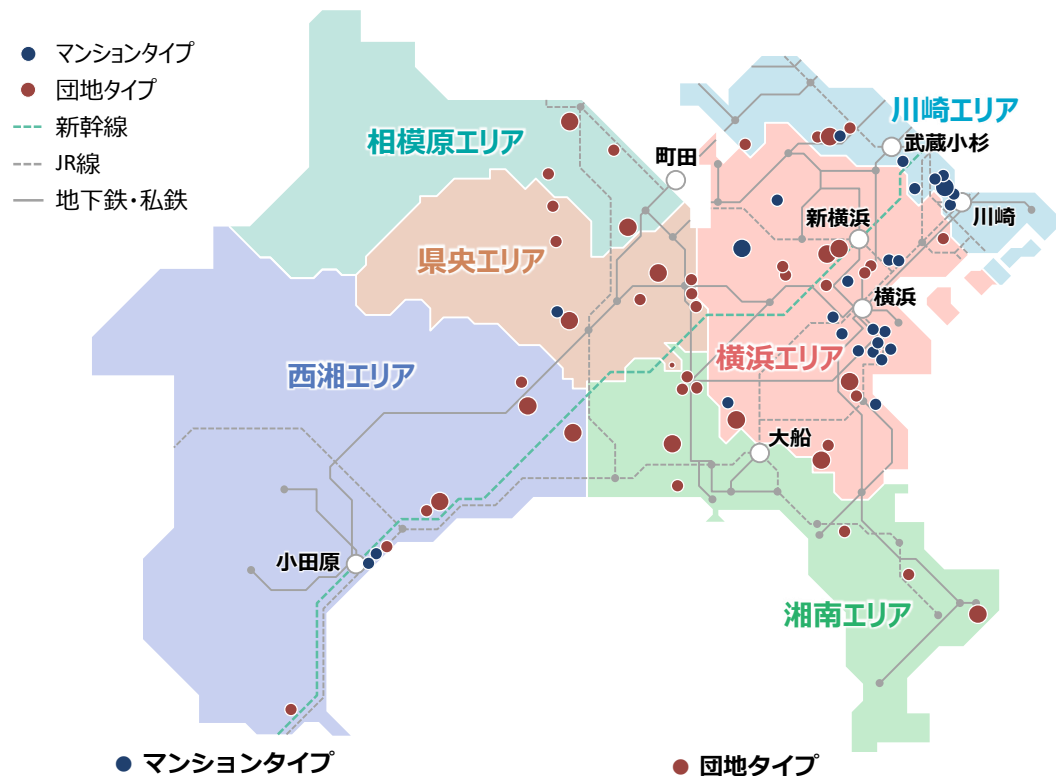 マンションタイプ
団地タイプ
新幹線
JR線
地下鉄・私鉄
川崎エリア
相模原エリア
武蔵小杉
町田
川崎
新横浜
県央エリア
横浜
横浜エリア
西湘エリア
大船
小田原
湘南エリア
マンションタイプ
団地タイプ